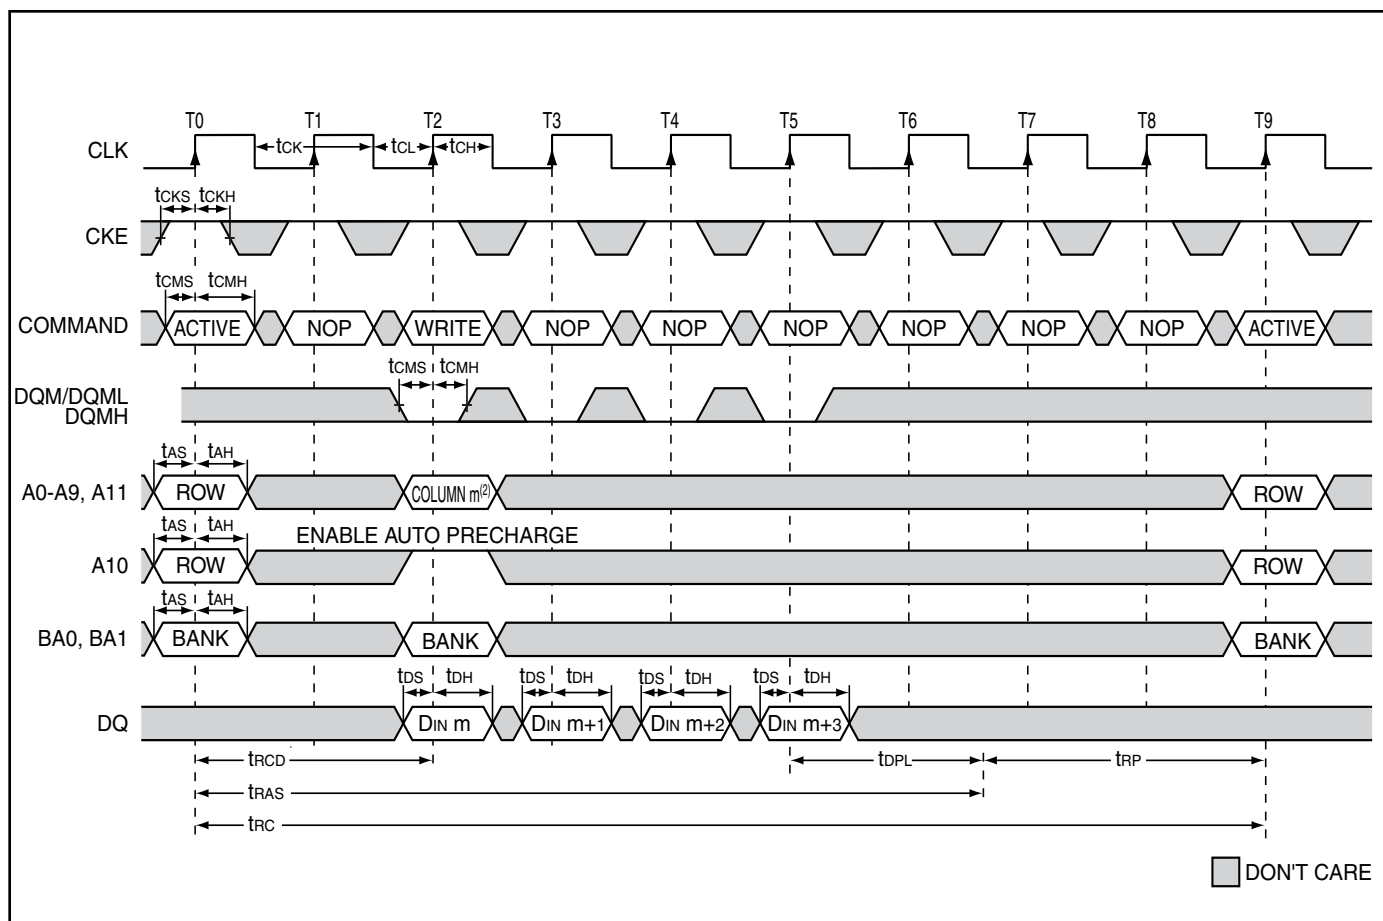 T0 T1 T2 T3 T4 T5 T6 T7 T8 T9
CLK tCK tCL tCH
tCKS tCKH
CKE
tCMS tCMH
COMMAND ACTIVE NOP WRITE NOP NOP NOP NOP NOP NOP ACTIVE
tCMS tCMH
DQM/DQML
DQMH
tAS tAH
A0-A9, A11 ROW COLUMN m(2) ROW
tAS tAH ENABLE AUTO PRECHARGE
A10 ROW ROW
tAS tAH
BA0, BA1 BANK BANK BANK
tDS tDH tDS tDH tDS tDH tDS tDH
DQ DIN m DIN m+1 DIN m+2 DIN m+3
tRCD tDPL tRP
tRAS
tRC
DON'T CARE